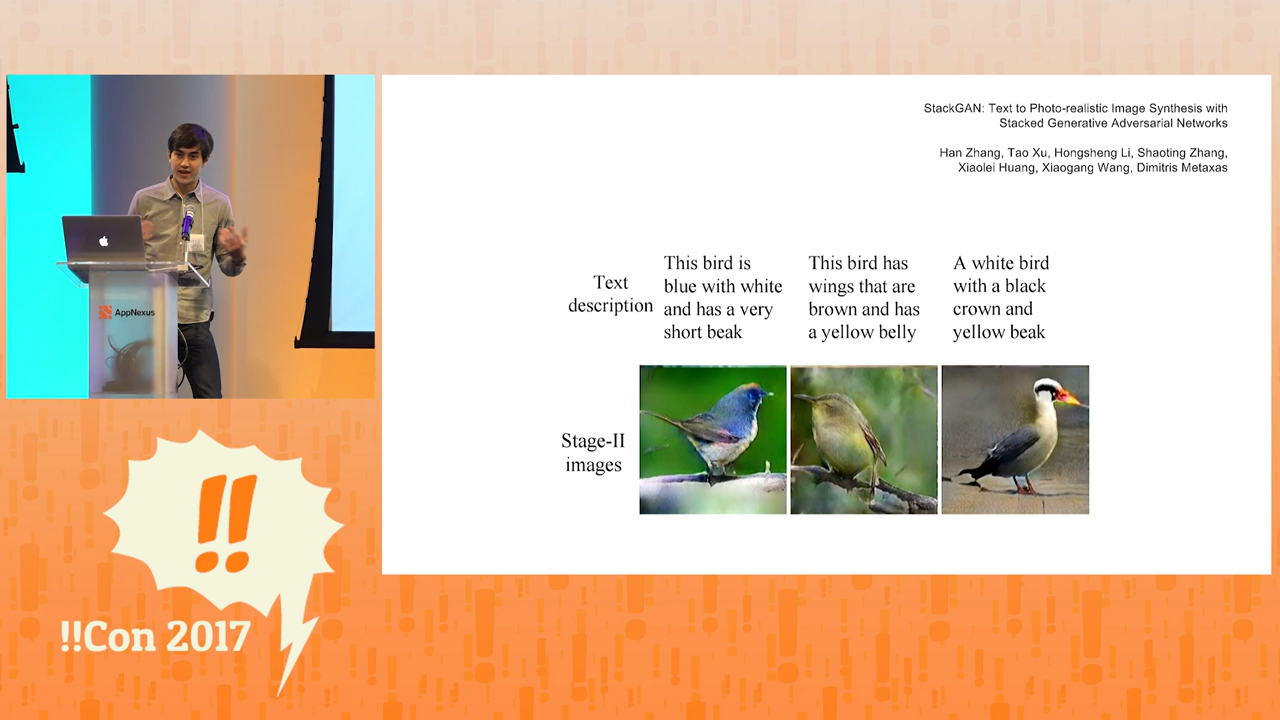 StackGAN: Text to Photo-realistic Image Synthesis with
Stacked Generative Adversarial Networks
Han Zhang, Tao Xu, Hongsheng Li, Shaoting Zhang,
Xiaolei Huang, Xiaogang Wang, Dimitris Metaxas
Text
description
This bird is
blue with white
and has a very
short beak
This bird has
wings that are
brown and has
a yellow belly
A white bird
with a black
crown and
yellow beak
Stage-II
images
AppNexus
!!
!!Con 2017